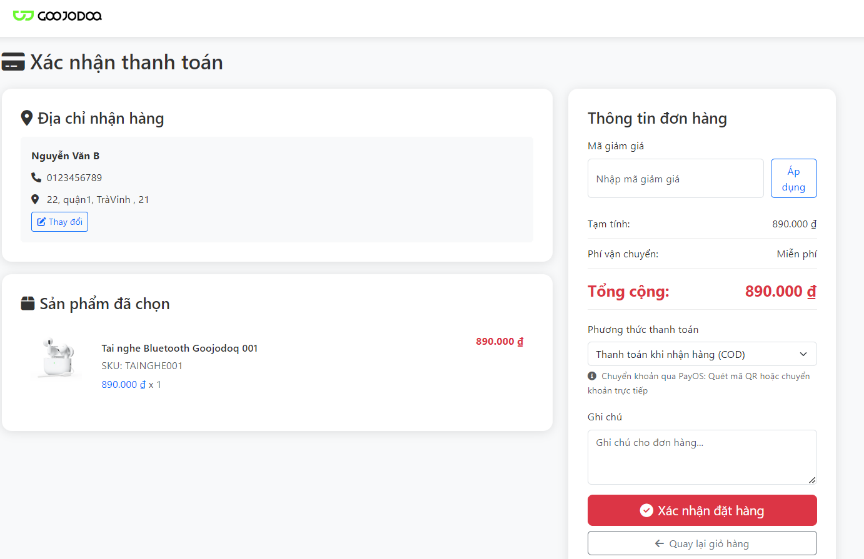 GOOJODOQ
Xác nhận thanh toán
Địa chỉ nhận hàng
Nguyễn Văn B
0123456789
22, quận1, TràVinh , 21
Thay đổi
Sản phẩm đã chọn
Tai nghe Bluetooth Goojodoq 001
890.000 ₫
SKU: TAINGHE001
890.000 ₫ x 1
Thông tin đơn hàng
Mã giảm giá
Nhập mã giảm giá
Áp
dụng
Tạm tính: 890.000 ₫
Phí vận chuyển: Miễn phí
Tổng cộng: 890.000 ₫
Phương thức thanh toán
Thanh toán khi nhận hàng (COD)
Chuyển khoản qua PayOS: Quét mã QR hoặc chuyển
khoản trực tiếp
Ghi chú
Ghi chú cho đơn hàng...
Xác nhận đặt hàng
Quay lại giỏ hàng